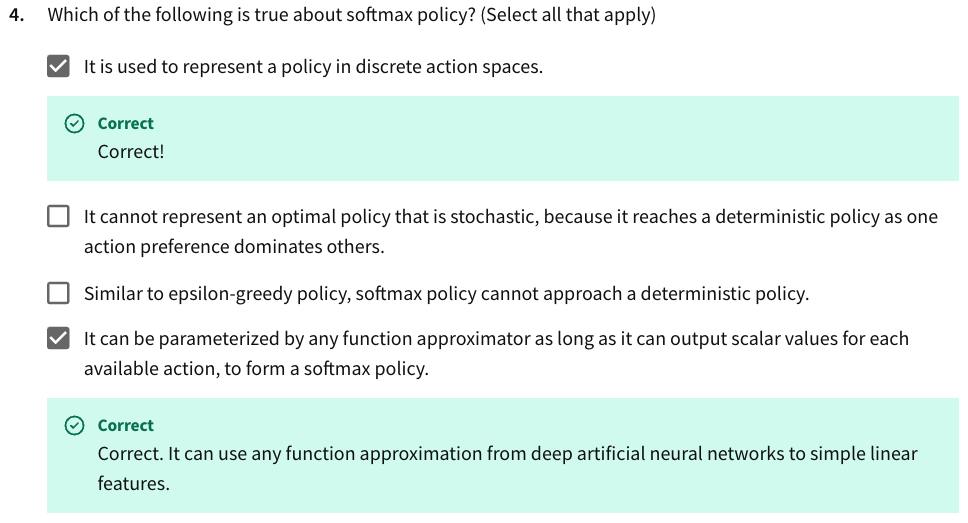 4. Which of the following is true about softmax policy? (Select all that apply)
It is used to represent a policy in discrete action spaces.
Correct
Correct!
It cannot represent an optimal policy that is stochastic, because it reaches a deterministic policy as one
action preference dominates others.
Similar to epsilon-greedy policy, softmax policy cannot approach a deterministic policy.
It can be parameterized by any function approximator as long as it can output scalar values for each
available action, to form a softmax policy.
Correct
Correct. It can use any function approximation from deep artificial neural networks to simple linear
features.